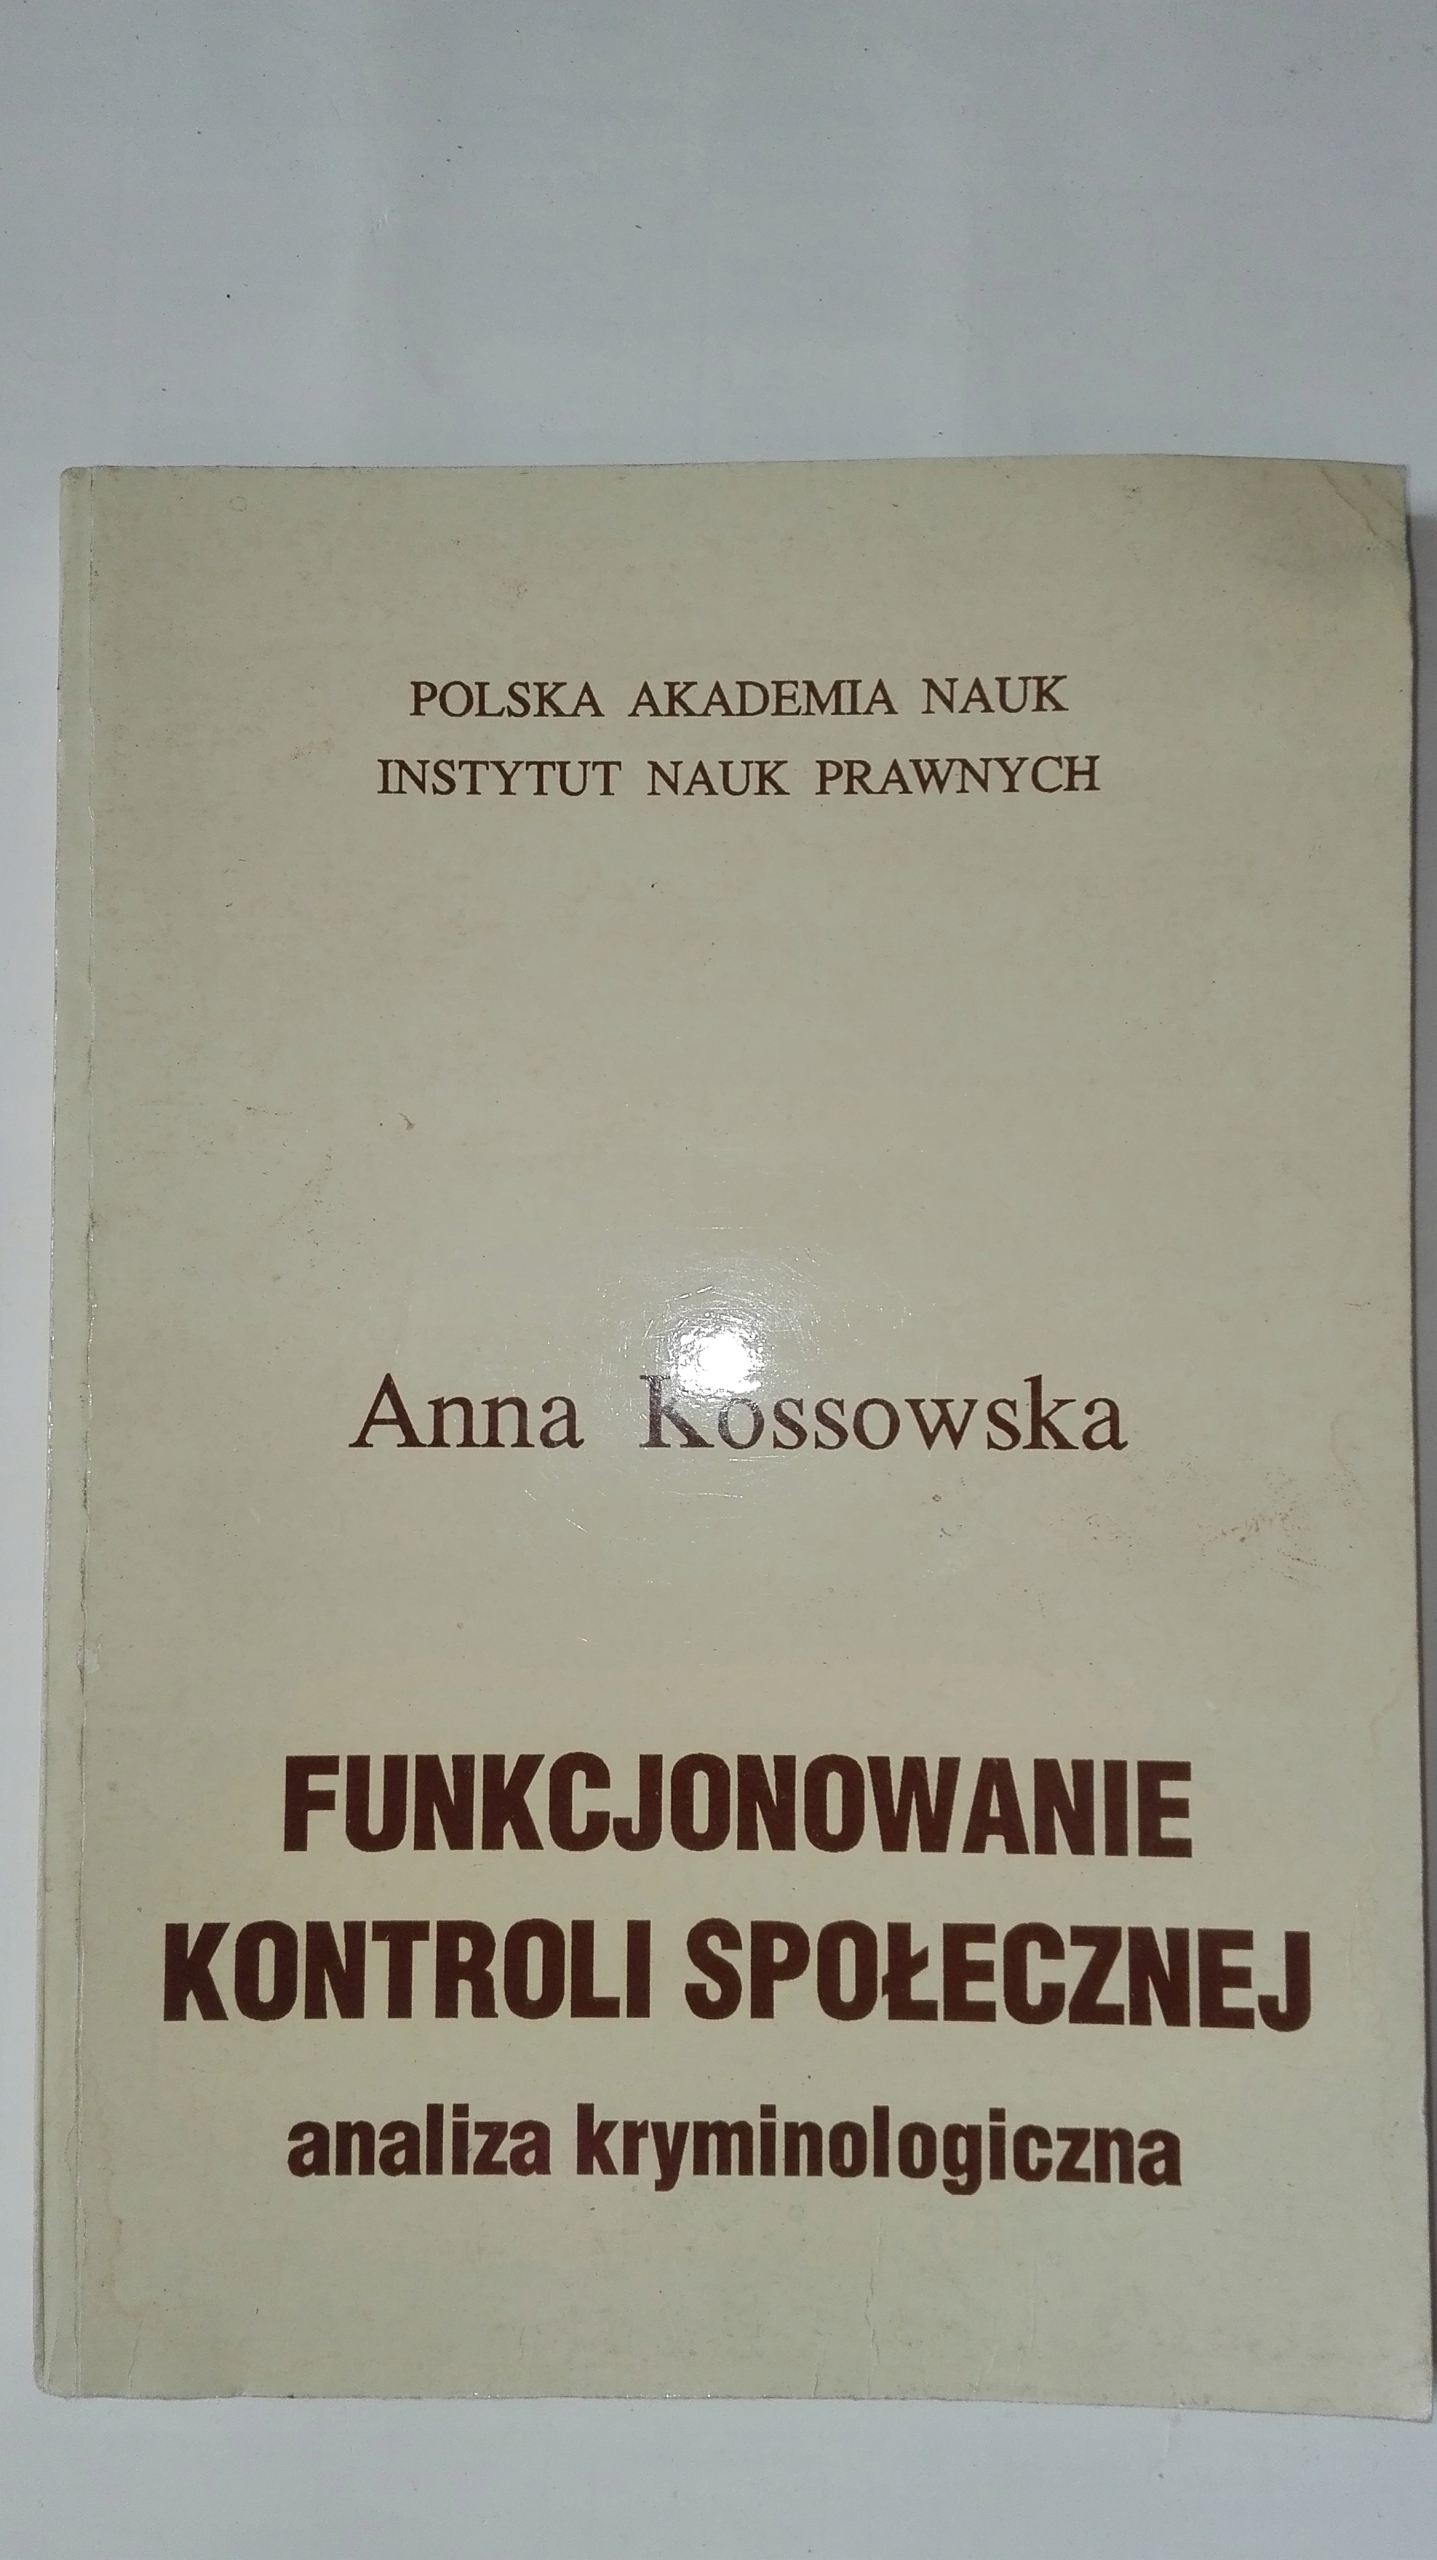 POLSKA AKADEMIA NAUK
INSTYTUT NAUK PRAWNYCH
Anna Kossowska
FUNKCJONOWANIE
KONTROLI SPOŁECZNEJ
analiza kryminologiczna